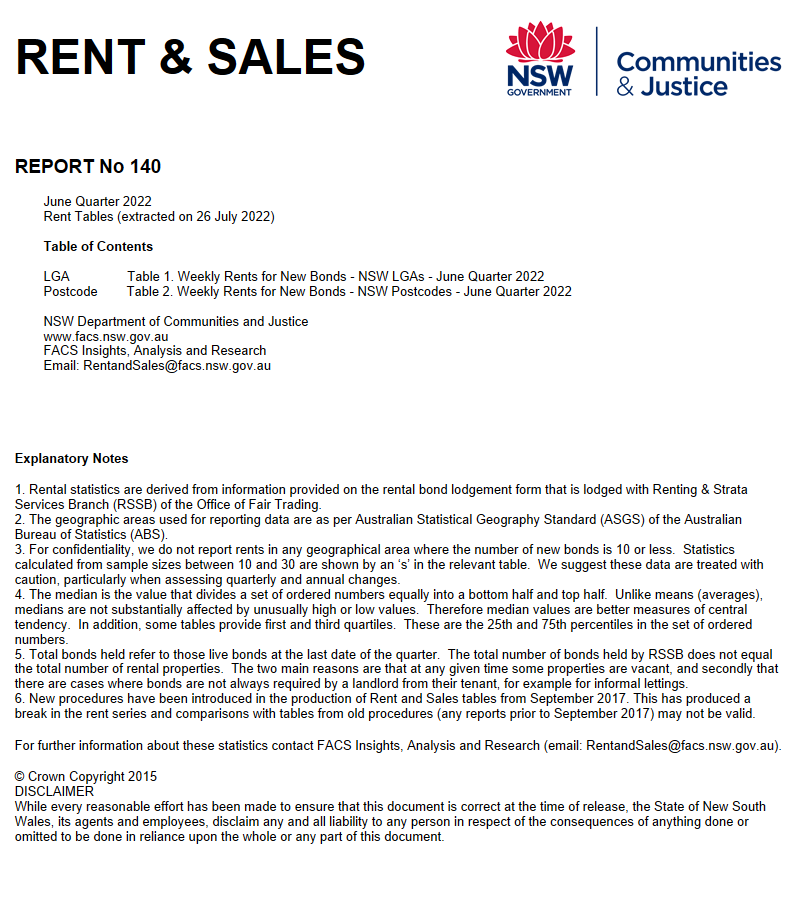 RENT & SALES
NSW
GOVERNMENT
Communities
& Justice
REPORT No 140
June Quarter 2022
Rent Tables (extracted on 26 July 2022)
Table of Contents
LGA Table 1. Weekly Rents for New Bonds - NSW LGAs - June Quarter 2022
Postcode Table 2. Weekly Rents for New Bonds - NSW Postcodes - June Quarter 2022
NSW Department of Communities and Justice
www.facs.nsw.gov.au
FACS Insights, Analysis and Research
Email: RentandSales@facs.nsw.gov.au
Explanatory Notes
1. Rental statistics are derived from information provided on the rental bond lodgement form that is lodged with Renting & Strata
Services Branch (RSSB) of the Office of Fair Trading.
2. The geographic areas used for reporting data are as per Australian Statistical Geography Standard (ASGS) of the Australian
Bureau of Statistics (ABS).
3. For confidentiality, we do not report rents in any geographical area where the number of new bonds is 10 or less.  Statistics
calculated from sample sizes between 10 and 30 are shown by an ‘s’ in the relevant table.  We suggest these data are treated with
caution, particularly when assessing quarterly and annual changes.
4. The median is the value that divides a set of ordered numbers equally into a bottom half and top half.  Unlike means (averages),
medians are not substantially affected by unusually high or low values.  Therefore median values are better measures of central
tendency.  In addition, some tables provide first and third quartiles.  These are the 25th and 75th percentiles in the set of ordered
numbers.
5. Total bonds held refer to those live bonds at the last date of the quarter.  The total number of bonds held by RSSB does not equal
the total number of rental properties.  The two main reasons are that at any given time some properties are vacant, and secondly that
there are cases where bonds are not always required by a landlord from their tenant, for example for informal lettings.
6. New procedures have been introduced in the production of Rent and Sales tables from September 2017. This has produced a
break in the rent series and comparisons with tables from old procedures (any reports prior to September 2017) may not be valid.
For further information about these statistics contact FACS Insights, Analysis and Research (email: RentandSales@facs.nsw.gov.au).
© Crown Copyright 2015
DISCLAIMER
While every reasonable effort has been made to ensure that this document is correct at the time of release, the State of New South
Wales, its agents and employees, disclaim any and all liability to any person in respect of the consequences of anything done or
omitted to be done in reliance upon the whole or any part of this document.